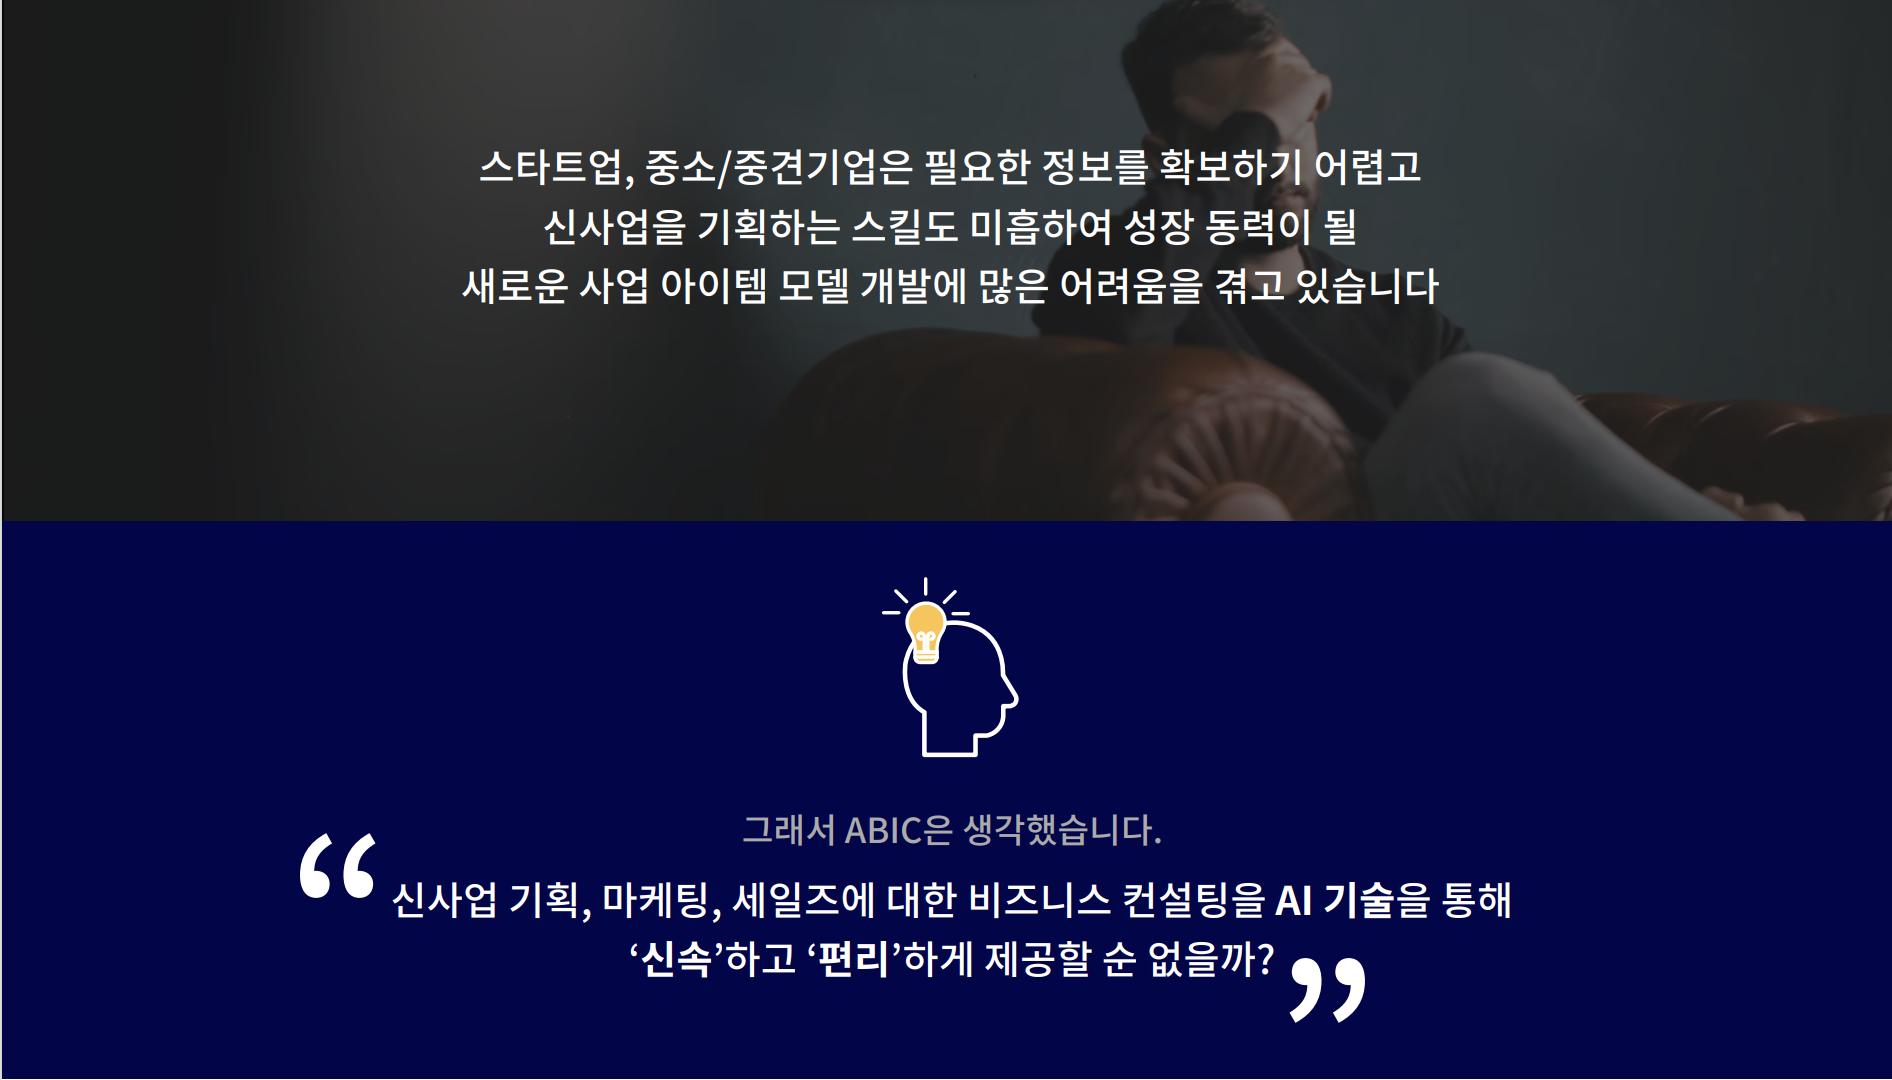 스타트업, 중소/중견기업은 필요한 정보를 확보하기 어렵고
신사업을 기획하는 스킬도 미흡하여 성장 동력이 될
새로운 사업 아이템 모델 개발에 많은 어려움을 겪고 있습니다
그래서 ABIC은 생각했습니다.
“신사업 기획, 마케팅, 세일즈에 대한 비즈니스 컨설팅을 AI 기술을 통해
‘신속’하고 ‘편리’하게 제공할 순 없을까?”